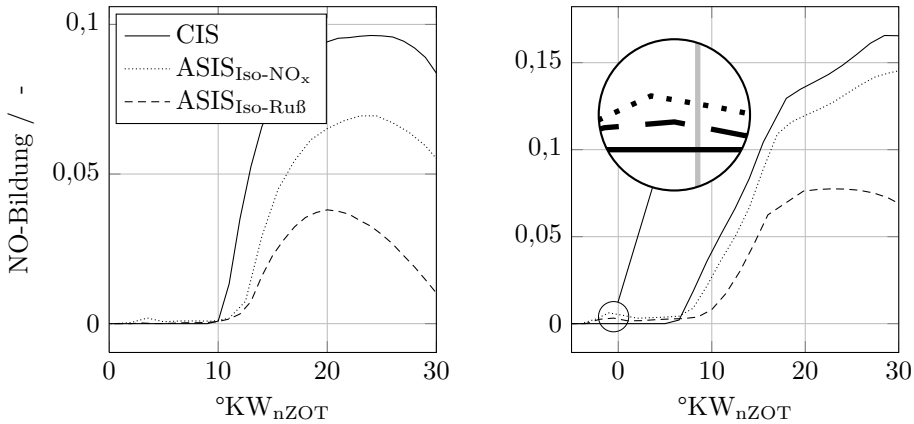 NO-Bildung / -
0,1
0,05
0
0 10 20 30
°KW_nZOT
CIS
ASIS_Iso-NOx
ASIS_Iso-Ruß
0,15
0,1
0,05
0
0 10 20 30
°KW_nZOT